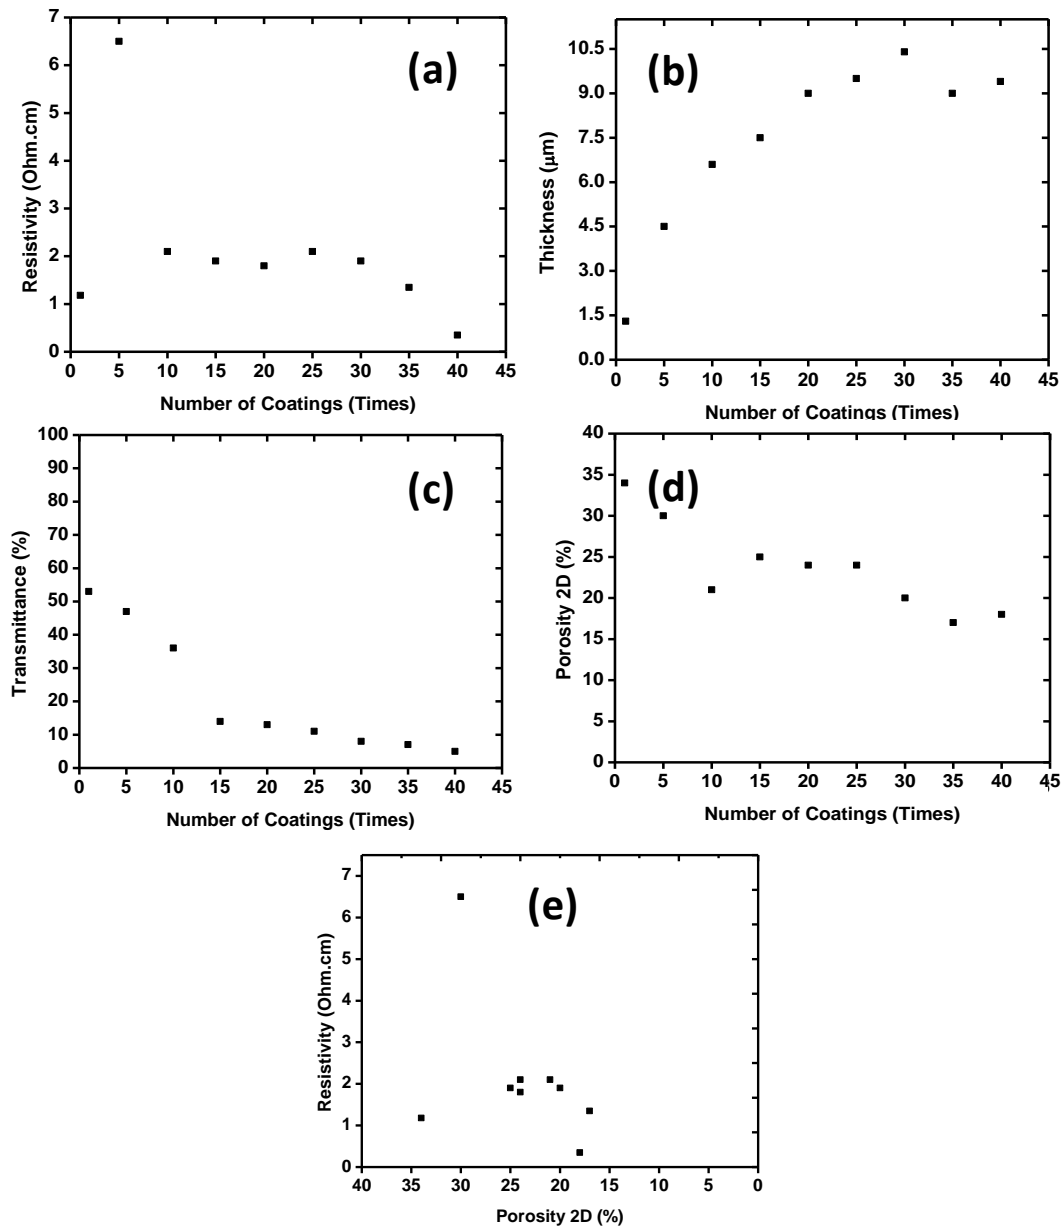 (a)
Resistivity (Ohm.cm)
7
6
5
4
3
2
1
0
0 5 10 15 20 25 30 35 40 45
Number of Coatings (Times)
(b)
Thickness (μm)
10.5
9.0
7.5
6.0
4.5
3.0
1.5
0.0
0 5 10 15 20 25 30 35 40 45
Number of Coatings (Times)
(c)
Transmittance (%)
100
90
80
70
60
50
40
30
20
10
0
0 5 10 15 20 25 30 35 40 45
Number of Coatings (Times)
(d)
Porosity 2D (%)
40
35
30
25
20
15
10
5
0
0 5 10 15 20 25 30 35 40 45
Number of Coatings (Times)
(e)
Resistivity (Ohm.cm)
7
6
5
4
3
2
1
0
40 35 30 25 20 15 10 5 0
Porosity 2D (%)